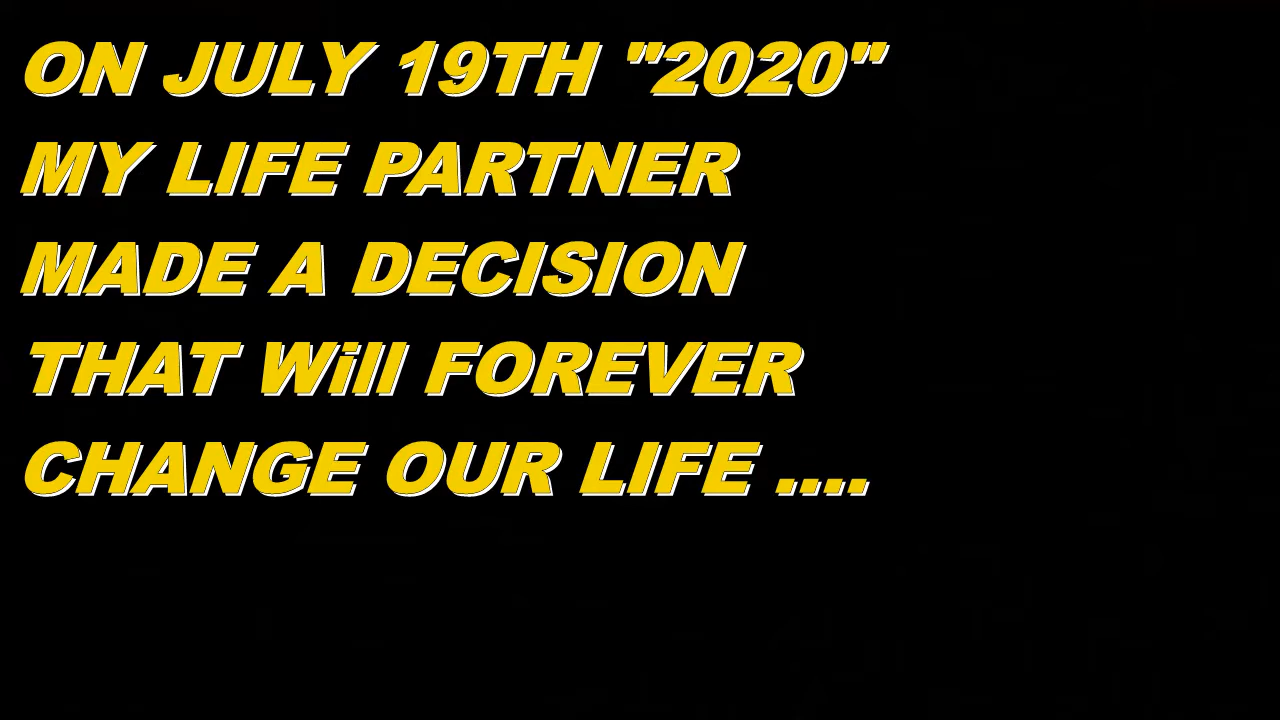 ON JULY 19TH "2020"
MY LIFE PARTNER
MADE A DECISION
THAT Will FOREVER
CHANGE OUR LIFE ....